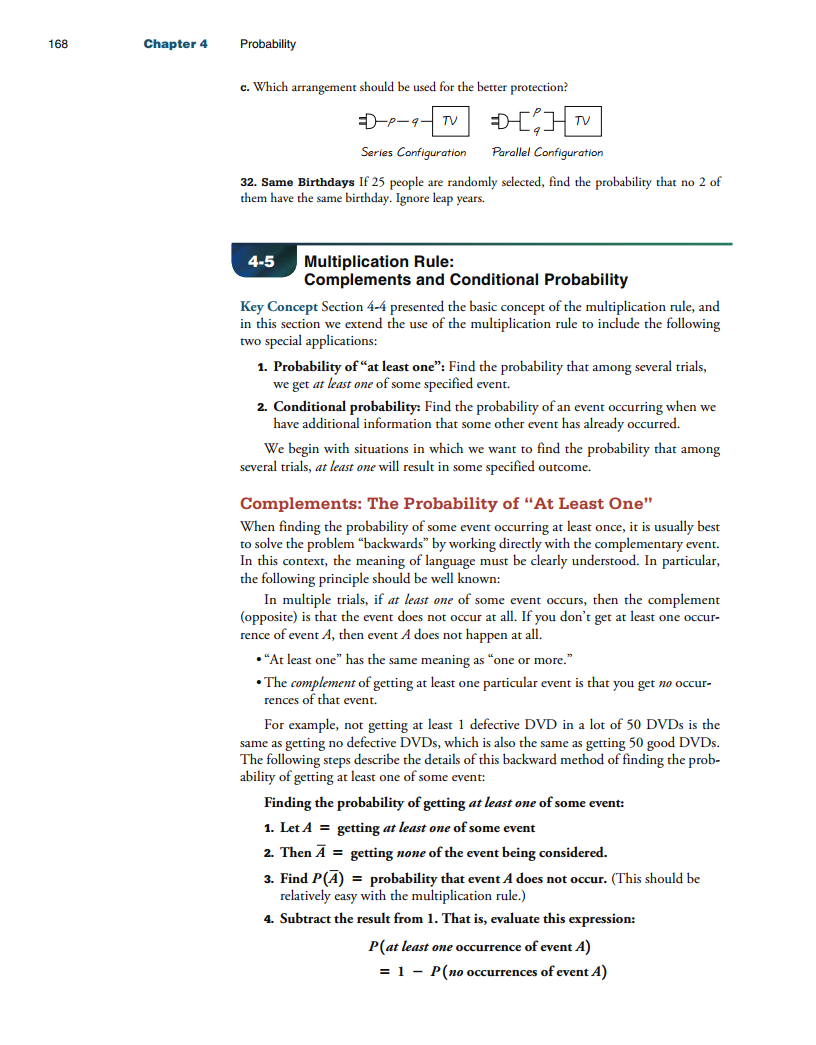 168 Chapter 4 Probability
c. Which arrangement should be used for the better protection?
p q TV p q TV
Series Configuration Parallel Configuration
32. Same Birthdays If 25 people are randomly selected, find the probability that no 2 of
them have the same birthday. Ignore leap years.
4-5 Multiplication Rule:
Complements and Conditional Probability
Key Concept Section 4-4 presented the basic concept of the multiplication rule, and
in this section we extend the use of the multiplication rule to include the following
two special applications:
1. Probability of “at least one”: Find the probability that among several trials,
we get at least one of some specified event.
2. Conditional probability: Find the probability of an event occurring when we
have additional information that some other event has already occurred.
We begin with situations in which we want to find the probability that among
several trials, at least one will result in some specified outcome.
Complements: The Probability of “At Least One”
When finding the probability of some event occurring at least once, it is usually best
to solve the problem “backwards” by working directly with the complementary event.
In this context, the meaning of language must be clearly understood. In particular,
the following principle should be well known:
In multiple trials, if at least one of some event occurs, then the complement
(opposite) is that the event does not occur at all. If you don’t get at least one occur-
rence of event A, then event A does not happen at all.
• “At least one” has the same meaning as “one or more.”
• The complement of getting at least one particular event is that you get no occur-
rences of that event.
For example, not getting at least 1 defective DVD in a lot of 50 DVDs is the
same as getting no defective DVDs, which is also the same as getting 50 good DVDs.
The following steps describe the details of this backward method of finding the prob-
ability of getting at least one of some event:
Finding the probability of getting at least one of some event:
1. Let A = getting at least one of some event
2. Then A̅ = getting none of the event being considered.
3. Find P(A̅) = probability that event A does not occur. (This should be
relatively easy with the multiplication rule.)
4. Subtract the result from 1. That is, evaluate this expression:
P(at least one occurrence of event A)
= 1 − P(no occurrences of event A)